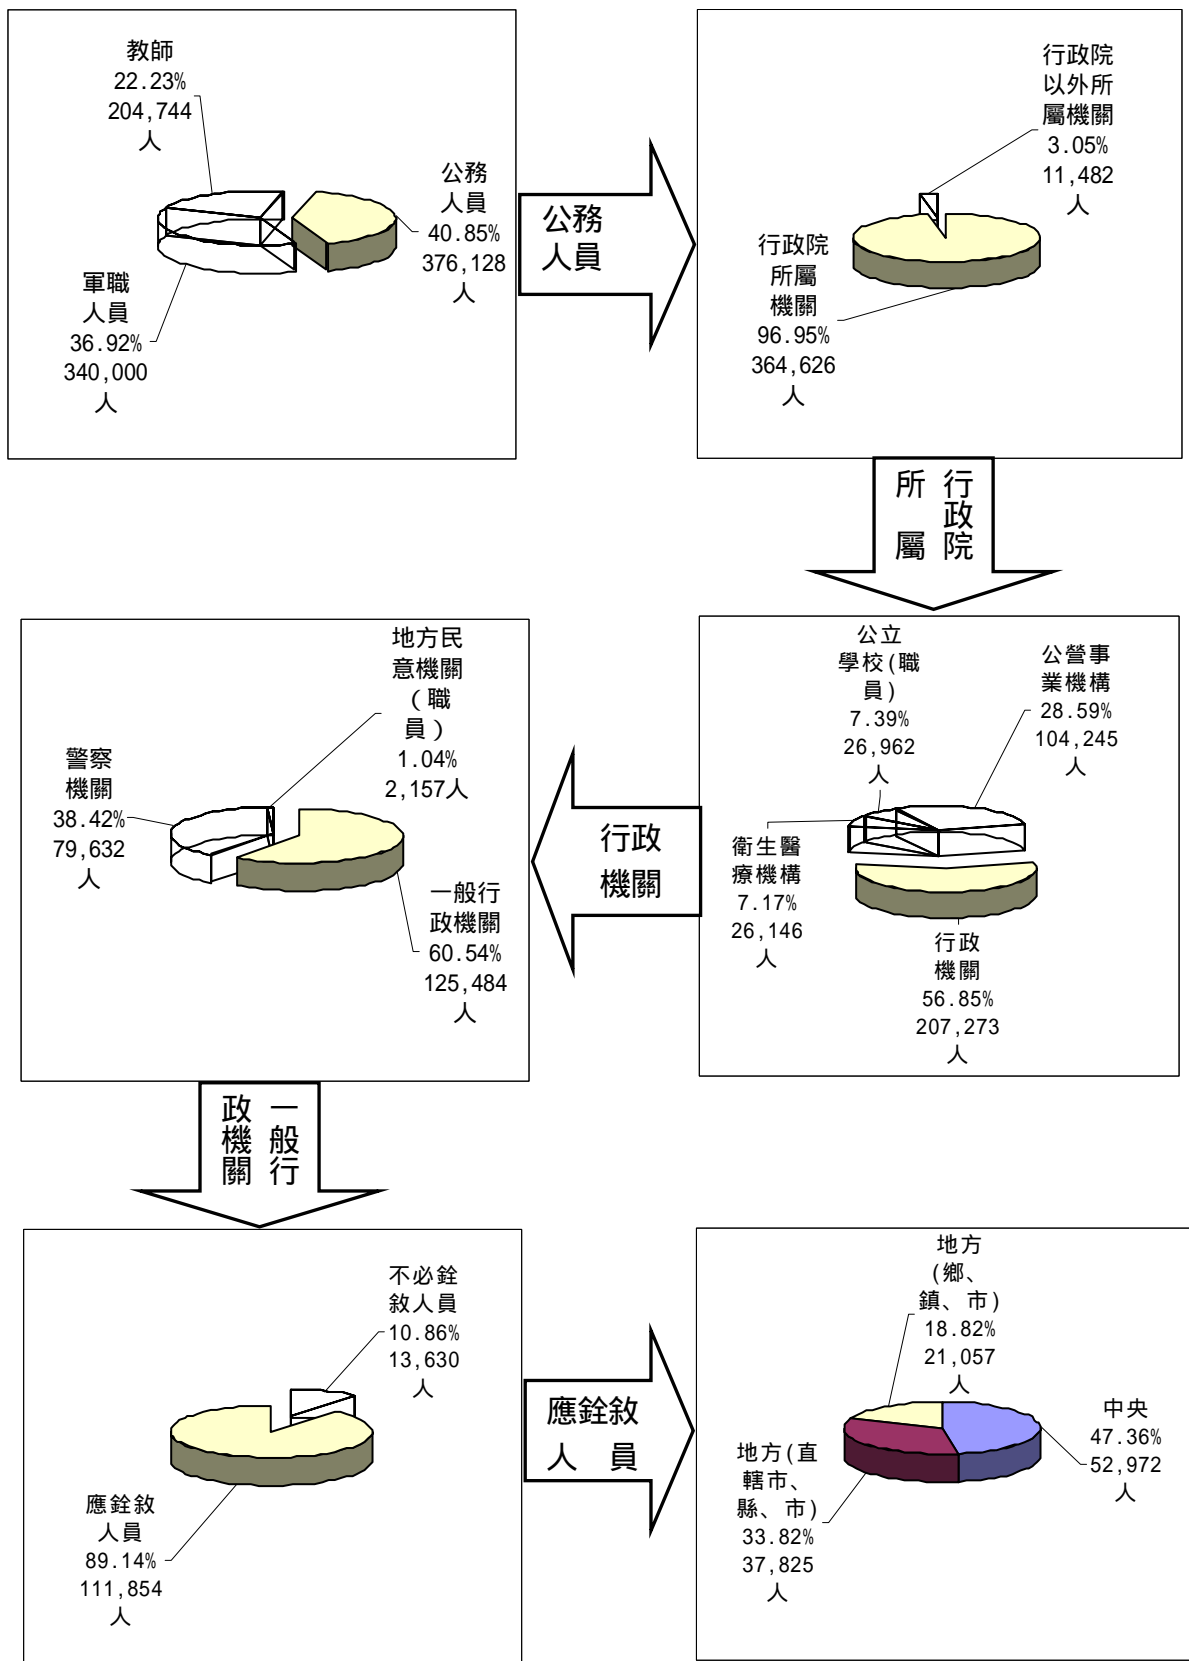 教師
22.23%
204,744
人
公務
人員
40.85%
376,128
人
軍職
人員
36.92%
340,000
人
公務
人員
行政院
以外所
屬機關
3.05%
11,482
人
行政院
所屬
機關
96.95%
364,626
人
行政院
所屬
公立
學校(職
員)
7.39%
26,962
人
公營事
業機構
28.59%
104,245
人
衛生醫
療機構
7.17%
26,146
人
行政
機關
56.85%
207,273
人
行政
機關
地方民
意機關
(職
員)
1.04%
2,157人
警察
機關
38.42%
79,632
人
一般行
政機關
60.54%
125,484
人
一般行
政機關
不必銓
敘人員
10.86%
13,630
人
應銓敘
人員
89.14%
111,854
人
應銓敘
人員
地方
(鄉、
鎮、市)
18.82%
21,057
人
中央
47.36%
52,972
人
地方(直
轄市、
縣、市)
33.82%
37,825
人